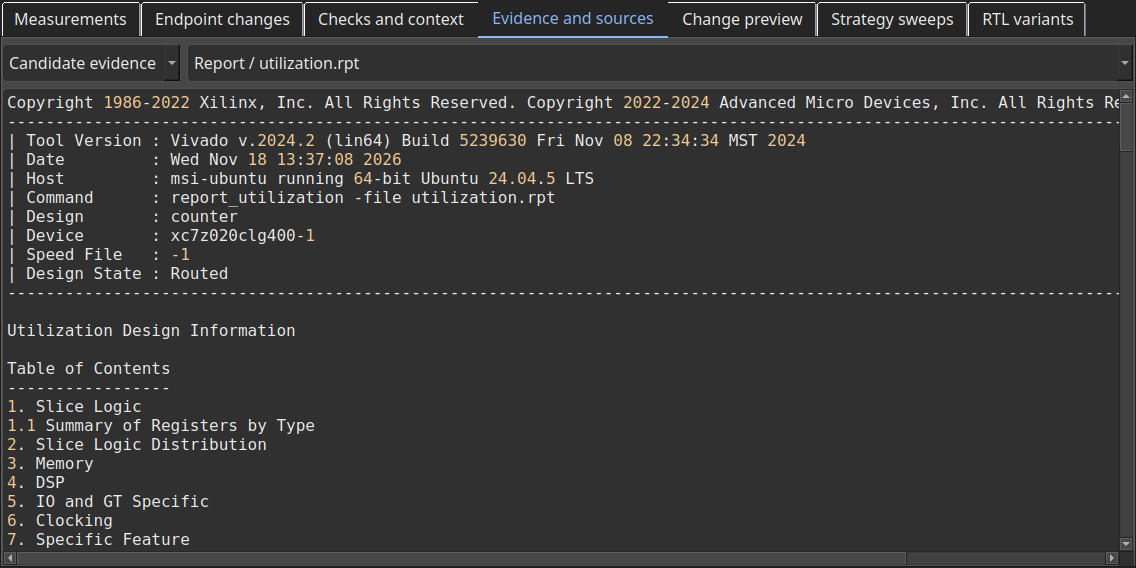 Measurements Endpoint changes Checks and context Evidence and sources Change preview Strategy sweeps RTL variants
Candidate evidence Report / utilization.rpt
Copyright 1986-2022 Xilinx, Inc. All Rights Reserved. Copyright 2022-2024 Advanced Micro Devices, Inc. All Rights Re
---------------------------------------------------------------------------------------------------------------------
| Tool Version : Vivado v.2024.2 (lin64) Build 5239630 Fri Nov 08 22:34:34 MST 2024
| Date         : Wed Nov 18 13:37:08 2026
| Host         : msi-ubuntu running 64-bit Ubuntu 24.04.5 LTS
| Command      : report_utilization -file utilization.rpt
| Design       : counter
| Device       : xc7z020clg400-1
| Speed File   : -1
| Design State : Routed
---------------------------------------------------------------------------------------------------------------------
Utilization Design Information
Table of Contents
-----------------
1. Slice Logic
1.1 Summary of Registers by Type
2. Slice Logic Distribution
3. Memory
4. DSP
5. IO and GT Specific
6. Clocking
7. Specific Feature